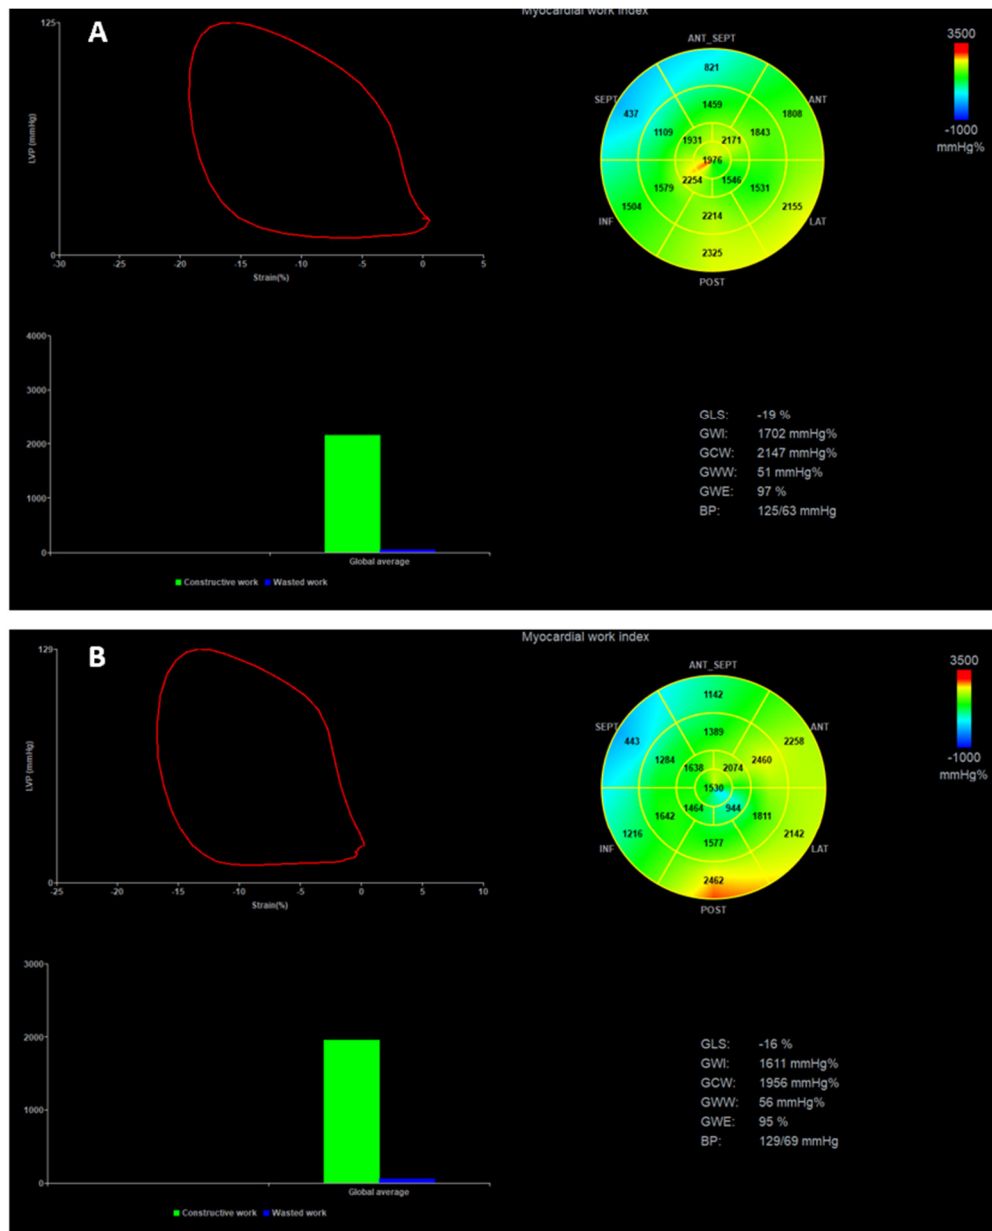 Myocardial work index
A
125
LVP (mmHg)
0
-30 -25 -20 -15 -10 -5 0 5
Strain(%)
ANT_SEPT
SEPT
ANT
INF
LAT
POST
821
437
1808
1459
1109
1843
1931
2171
1976
2254
1546
1579
1531
1504
2155
2214
2325
3500
-1000
mmHg%
4000
3000
2000
1000
0
Global average
Constructive work Wasted work
GLS: -19 %
GWI: 1702 mmHg%
GCW: 2147 mmHg%
GWW: 51 mmHg%
GWE: 97 %
BP: 125/63 mmHg
Myocardial work index
B
129
LVP (mmHg)
0
-25 -20 -15 -10 -5 0 5 10
Strain(%)
ANT_SEPT
SEPT
ANT
INF
LAT
POST
1142
443
2258
1389
1284
2460
1638
2074
1530
1464
944
1642
1811
1216
2142
1577
2462
3500
-1000
mmHg%
3000
2000
1000
0
Global average
Constructive work Wasted work
GLS: -16 %
GWI: 1611 mmHg%
GCW: 1956 mmHg%
GWW: 56 mmHg%
GWE: 95 %
BP: 129/69 mmHg